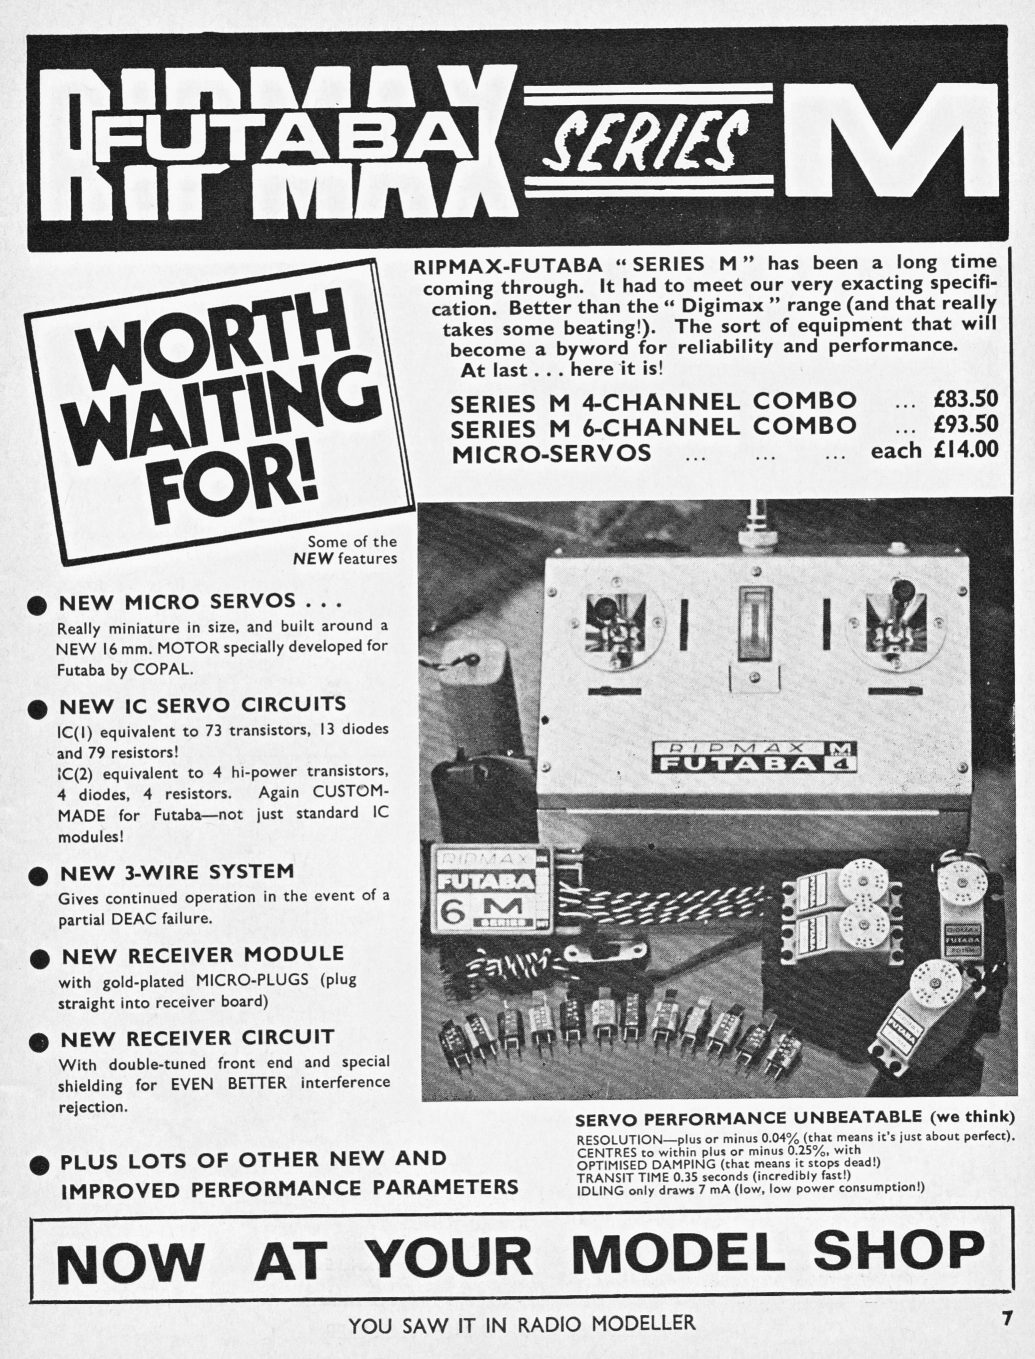 RIPMAX
FUTABA
SERIES M
WORTH
WAITING
FOR!
RIPMAX-FUTABA “ SERIES M ” has been a long time
coming through. It had to meet our very exacting specifi-
cation. Better than the “ Digimax ” range (and that really
takes some beating!). The sort of equipment that will
become a byword for reliability and performance.
At last . . . here it is!
SERIES M 4-CHANNEL COMBO ... £83.50
SERIES M 6-CHANNEL COMBO ... £93.50
MICRO-SERVOS ... ... ... each £14.00
Some of the
NEW features
● NEW MICRO SERVOS . . .
Really miniature in size, and built around a
NEW 16 mm. MOTOR specially developed for
Futaba by COPAL.
● NEW IC SERVO CIRCUITS
IC(1) equivalent to 73 transistors, 13 diodes
and 79 resistors!
IC(2) equivalent to 4 hi-power transistors,
4 diodes, 4 resistors. Again CUSTOM-
MADE for Futaba—not just standard IC
modules!
● NEW 3-WIRE SYSTEM
Gives continued operation in the event of a
partial DEAC failure.
● NEW RECEIVER MODULE
with gold-plated MICRO-PLUGS (plug
straight into receiver board)
● NEW RECEIVER CIRCUIT
With double-tuned front end and special
shielding for EVEN BETTER interference
rejection.
● PLUS LOTS OF OTHER NEW AND
IMPROVED PERFORMANCE PARAMETERS
RIPMAX M
FUTABA 4
RIPMAX
FUTABA
6 M
SERIES
RIPMAX
FUTABA
RIPMAX
FUTABA
RIPMAX
FUTABA
RIPMAX
FUTABA
SERVO PERFORMANCE UNBEATABLE (we think)
RESOLUTION—plus or minus 0.04% (that means it's just about perfect).
CENTRES to within plus or minus 0.25%, with
OPTIMISED DAMPING (that means it stops dead!)
TRANSIT TIME 0.35 seconds (incredibly fast!)
IDLING only draws 7 mA (low, low power consumption!)
NOW AT YOUR MODEL SHOP
YOU SAW IT IN RADIO MODELLER
7